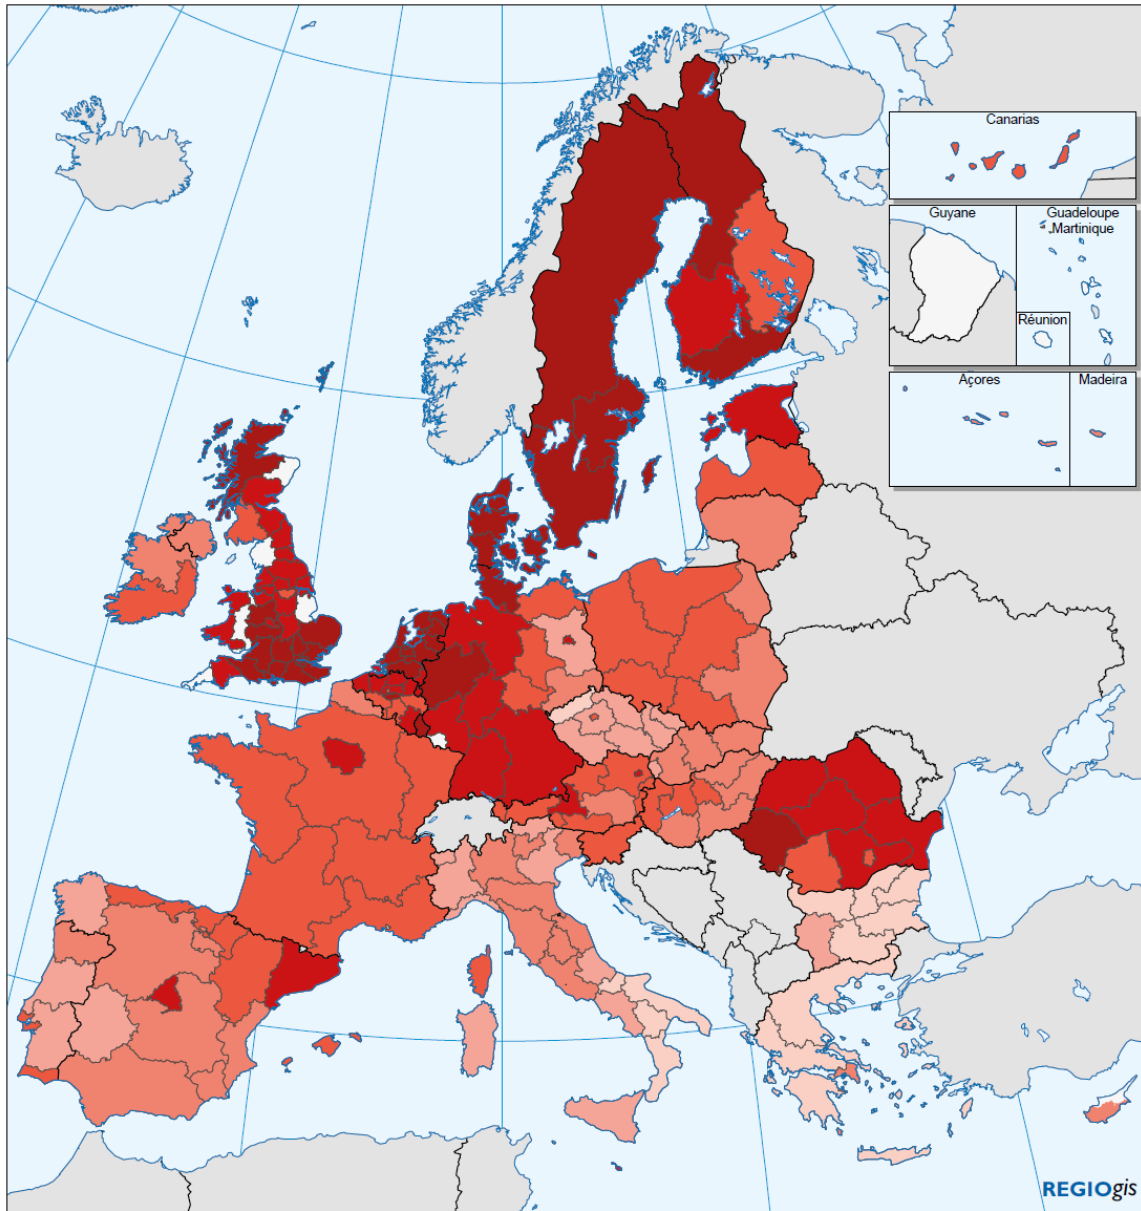 Canarias
Guyane
Guadeloupe
Martinique
Réunion
Açores
Madeira
REGIOgis